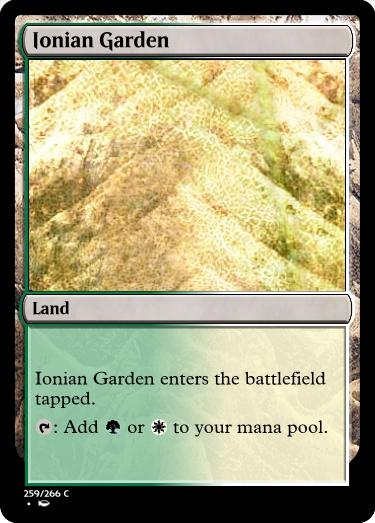 Ionian Garden
Land
Ionian Garden enters the battlefield
tapped.
: Add or to your mana pool.
259/266 C